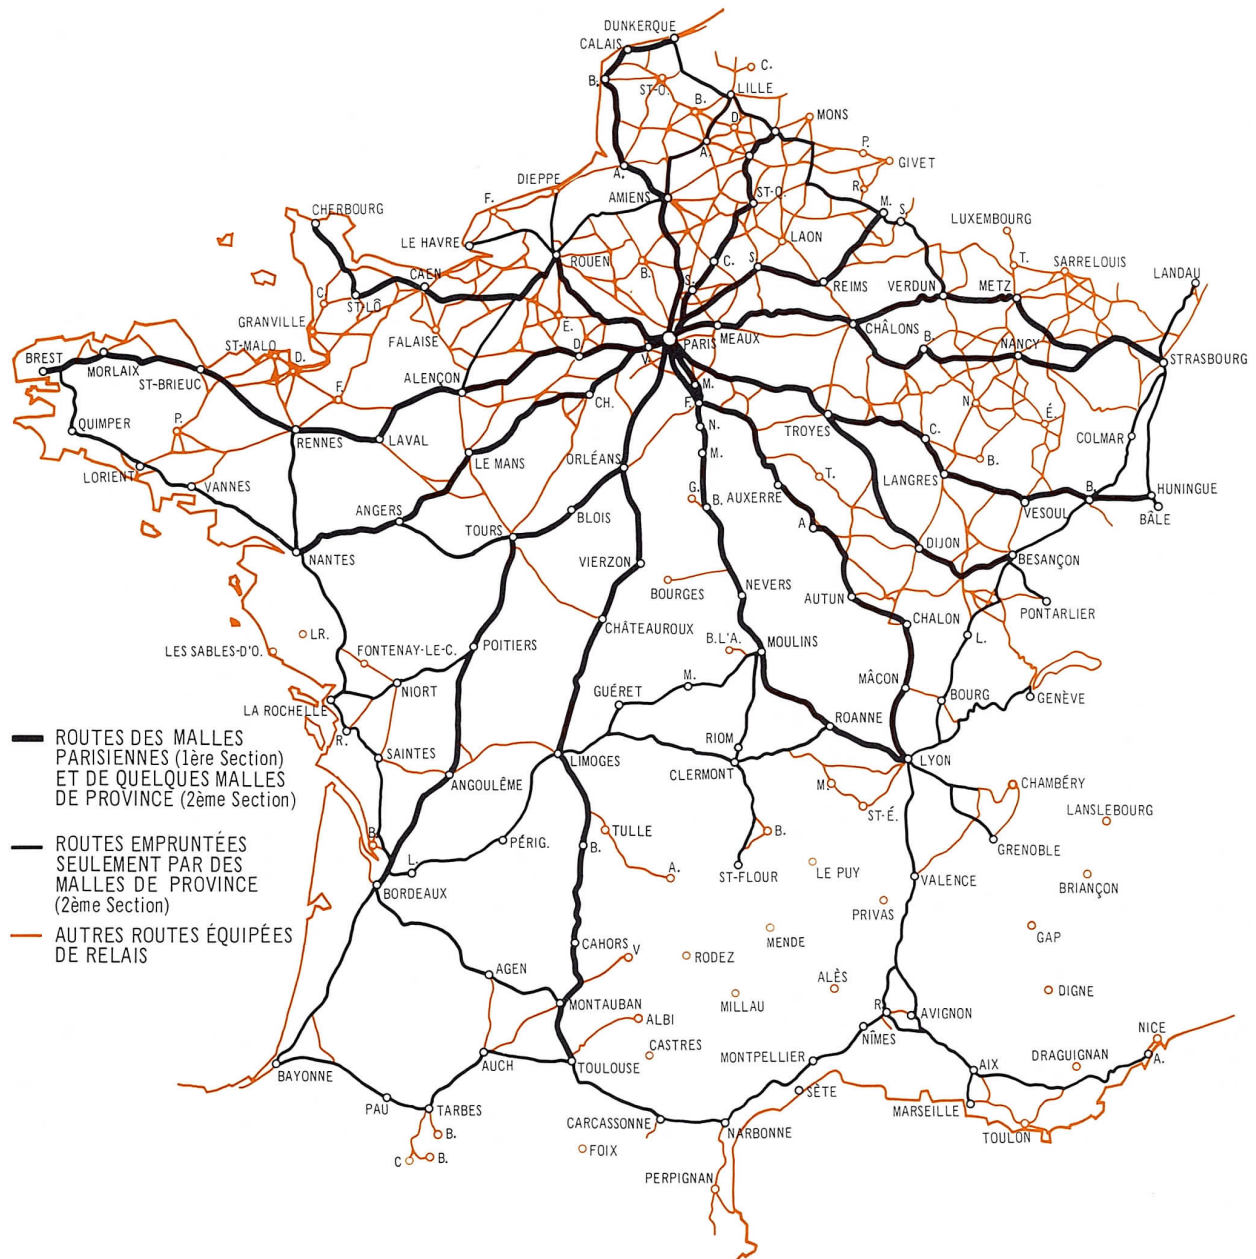 DUNKERQUE
CALAIS
B.
ST-O.
C.
LILLE
B.
D.
MONS
A.
P.
GIVET
A.
DIEPPE
AMIENS
ST-Q.
R.
M.
S.
F.
CHERBOURG
LE HAVRE
ROUEN
B.
C.
S.
LAON
LUXEMBOURG
T.
SARRELOUIS
LANDAU
CAEN
C.
ST-LÔ
S.
REIMS
VERDUN
METZ
GRANVILLE
FALAISE
É.
PARIS
MEAUX
CHÂLONS
B.
NANCY
STRASBOURG
BREST
MORLAIX
ST-MALO
D.
ST-BRIEUC
ALENÇON
D.
V.
M.
F.
CH.
F.
N.
TROYES
N.
É.
C.
COLMAR
QUIMPER
P.
RENNES
LAVAL
LE MANS
ORLÉANS
M.
B.
LORIENT
VANNES
ANGERS
TOURS
BLOIS
G.
B.
AUXERRE
T.
LANGRES
VESOUL
B.
HUNINGUE
BÂLE
A.
NANTES
VIERZON
DIJON
BESANÇON
BOURGES
NEVERS
AUTUN
PONTARLIER
CHÂTEAUROUX
CHALON
L.
LR.
LES SABLES-D'O.
FONTENAY-LE-C.
POITIERS
B.L'A.
MOULINS
NIORT
GUÉRET
M.
MÂCON
BOURG
GENÈVE
LA ROCHELLE
R.
SAINTES
ROANNE
RIOM
LIMOGES
CLERMONT
LYON
ANGOULÊME
M.
ST-É.
CHAMBÉRY
LANSLEBOURG
B.
L.
PÉRIG.
TULLE
B.
B.
GRENOBLE
A.
ST-FLOUR
LE PUY
VALENCE
BRIANÇON
BORDEAUX
PRIVAS
MENDE
GAP
CAHORS
V
RODEZ
AGEN
MILLAU
ALÈS
DIGNE
MONTAUBAN
ALBI
R.
AVIGNON
NÎMES
NICE
A.
CASTRES
MONTPELLIER
DRAGUIGNAN
BAYONNE
AUCH
TOULOUSE
AIX
SÈTE
MARSEILLE
TOULON
PAU
TARBES
CARCASSONNE
NARBONNE
B.
C
B.
FOIX
PERPIGNAN
ROUTES DES MALLES
PARISIENNES (1ère Section)
ET DE QUELQUES MALLES
DE PROVINCE (2ème Section)
ROUTES EMPRUNTÉES
SEULEMENT PAR DES
MALLES DE PROVINCE
(2ème Section)
AUTRES ROUTES ÉQUIPÉES
DE RELAIS